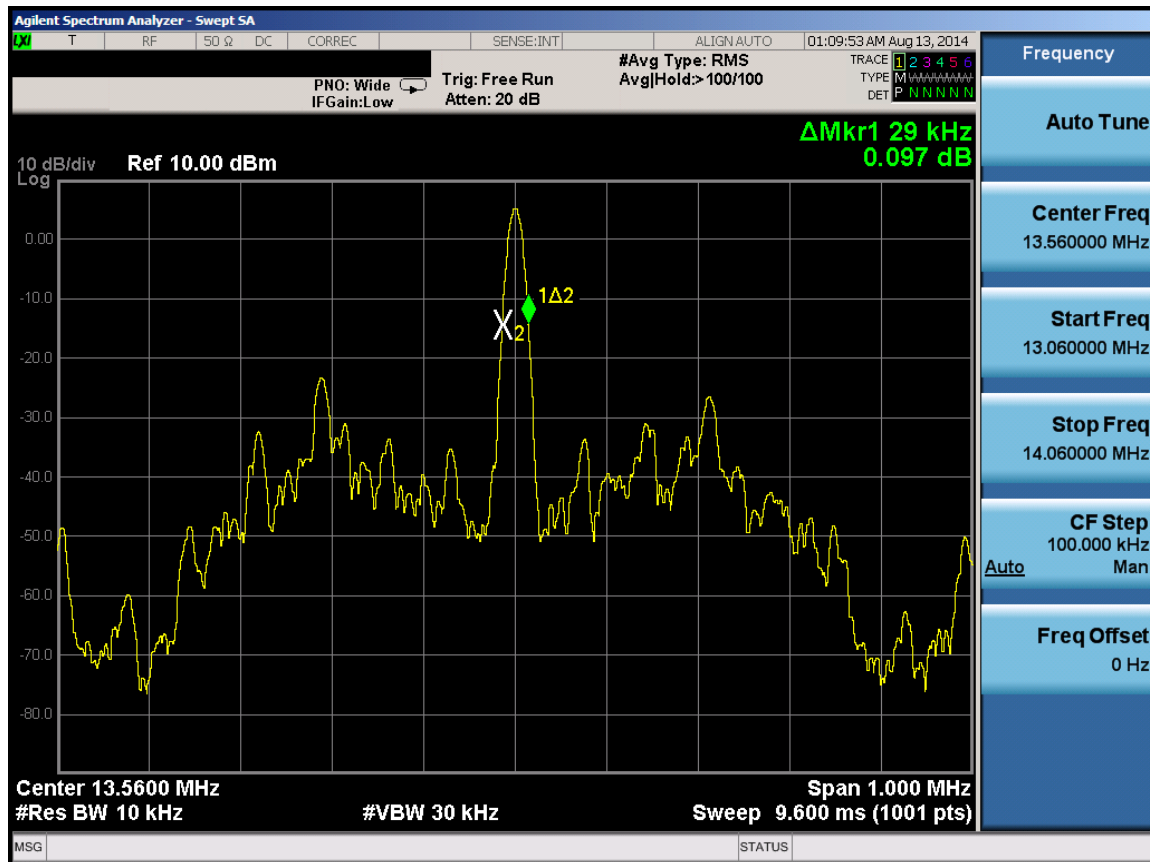 Agilent Spectrum Analyzer - Swept SA
LXI T RF 50 Ω DC CORREC SENSE:INT ALIGN AUTO 01:09:53 AM Aug 13, 2014
PNO: Wide
IFGain:Low
Trig: Free Run
Atten: 20 dB
#Avg Type: RMS
Avg|Hold:>100/100
TRACE 1 2 3 4 5 6
TYPE M WWWWW
DET P N N N N N
ΔMkr1 29 kHz
0.097 dB
10 dB/div
Log
Ref 10.00 dBm
0.00
-10.0
-20.0
-30.0
-40.0
-50.0
-60.0
-70.0
-80.0
1Δ2
X2
Center 13.5600 MHz
#Res BW 10 kHz
#VBW 30 kHz
Span 1.000 MHz
Sweep 9.600 ms (1001 pts)
MSG
STATUS
Frequency
Auto Tune
Center Freq
13.560000 MHz
Start Freq
13.060000 MHz
Stop Freq
14.060000 MHz
CF Step
100.000 kHz
Auto Man
Freq Offset
0 Hz